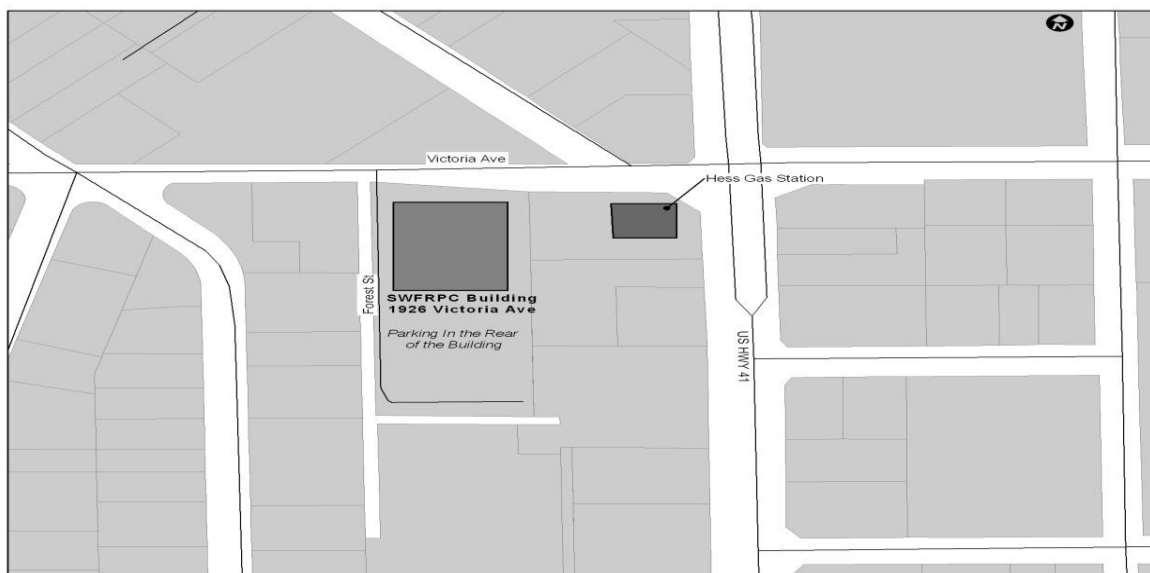 N
Victoria Ave
Hess Gas Station
Forest St
SWFRPC Building
1926 Victoria Ave
Parking In the Rear
of the Building
US HWY 41